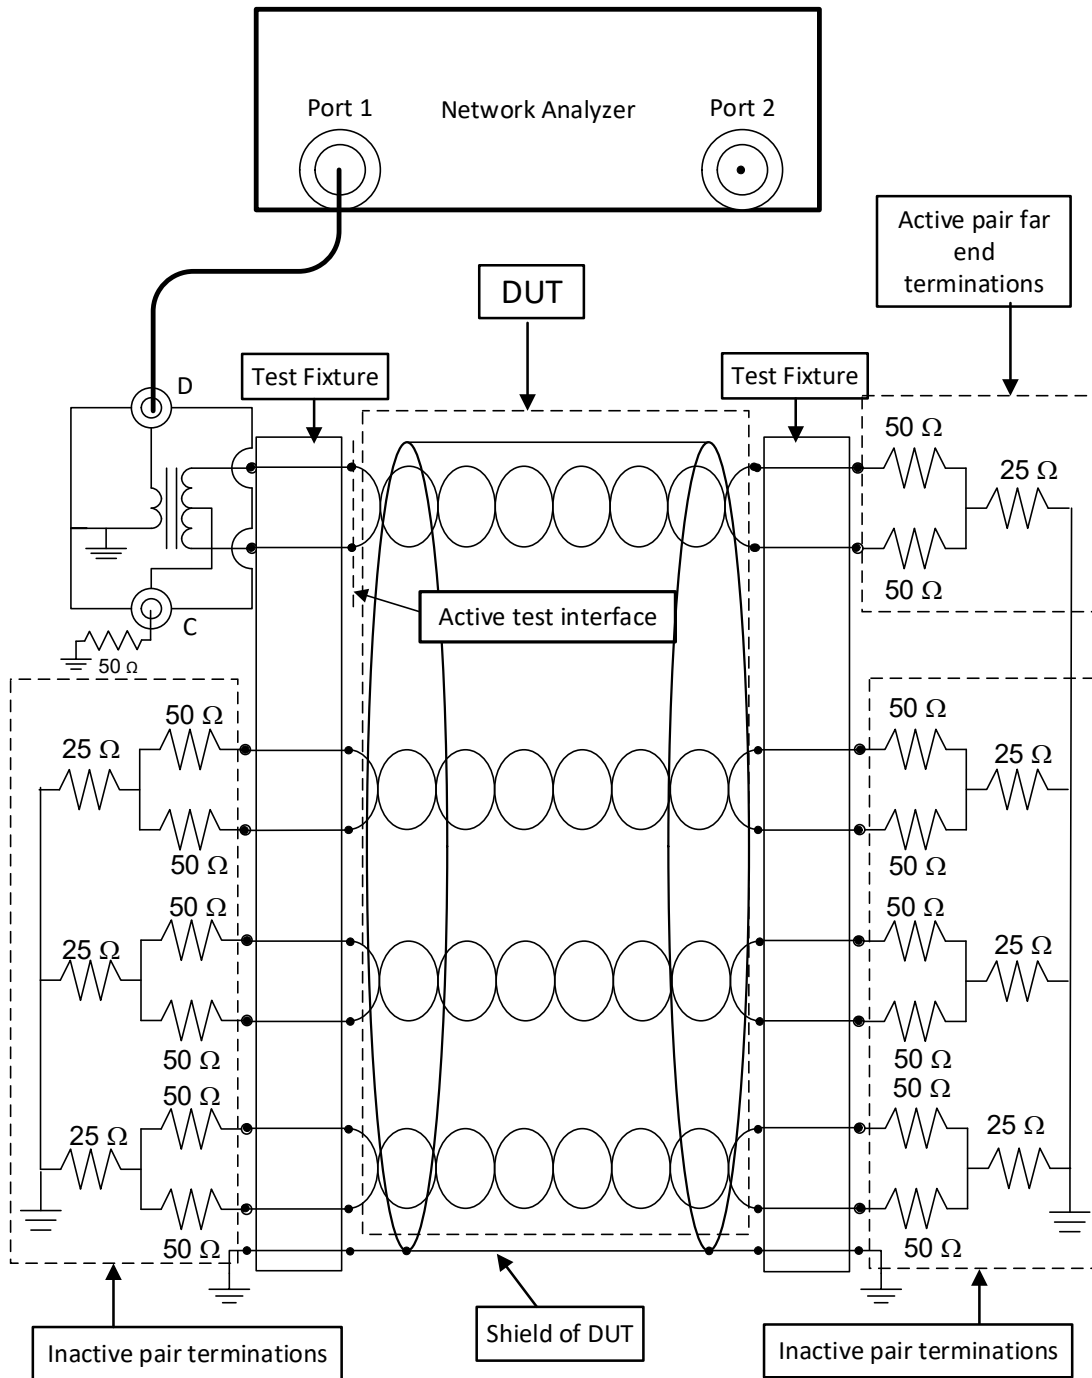 Port 1
Network Analyzer
Port 2
Active pair far
end
terminations
DUT
Test Fixture
Test Fixture
D
50 Ω
25 Ω
50 Ω
Active test interface
C
50 Ω
50 Ω
25 Ω
50 Ω
50 Ω
25 Ω
50 Ω
50 Ω
25 Ω
50 Ω
50 Ω
25 Ω
50 Ω
50 Ω
25 Ω
50 Ω
50 Ω
25 Ω
50 Ω
Shield of DUT
Inactive pair terminations
Inactive pair terminations